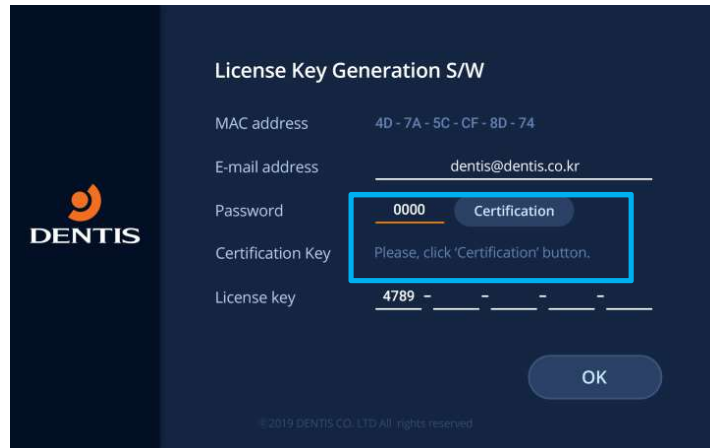 License Key Generation S/W
MAC address 4D - 7A - 5C - CF - 8D - 74
E-mail address dentis@dentis.co.kr
Password 0000 Certification
DENTIS
Certification Key Please, click 'Certification' button.
License key 4789 - - - -
OK
©2019 DENTIS CO. LTD All rights reserved